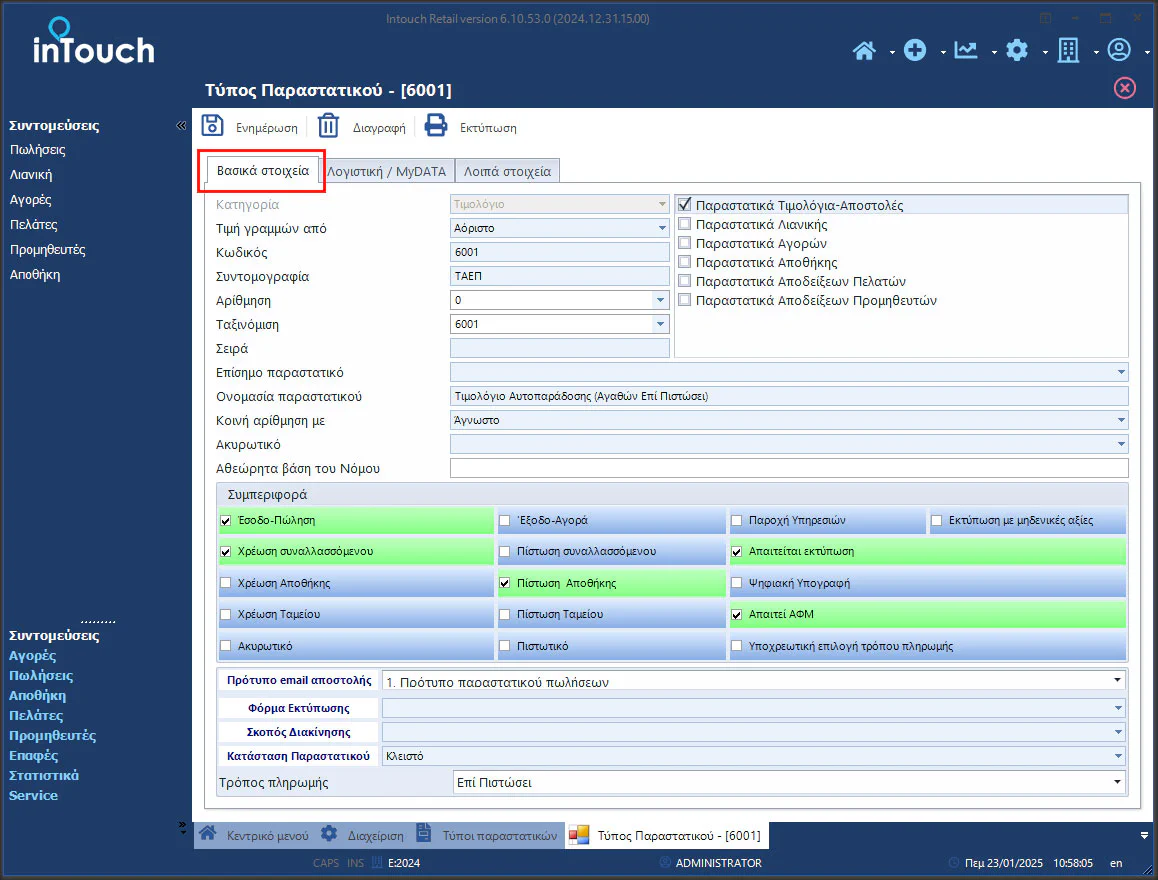 Intouch Retail version 6.10.53.0 (2024.12.31.15.00)
inTouch
Τύπος Παραστατικού - [6001]
Συντομεύσεις «
Πωλήσεις
Λιανική
Αγορές
Πελάτες
Προμηθευτές
Αποθήκη
Ενημέρωση Διαγραφή Εκτύπωση
Βασικά στοιχεία Λογιστική / MyDATA Λοιπά στοιχεία
Κατηγορία Τιμολόγιο
Τιμή γραμμών από Αόριστο
Κωδικός 6001
Συντομογραφία ΤΑΕΠ
Αρίθμηση 0
Ταξινόμιση 6001
Σειρά
Παραστατικά Τιμολόγια-Αποστολές
Παραστατικά Λιανικής
Παραστατικά Αγορών
Παραστατικά Αποθήκης
Παραστατικά Αποδείξεων Πελατών
Παραστατικά Αποδείξεων Προμηθευτών
Επίσημο παραστατικό
Ονομασία παραστατικού Τιμολόγιο Αυτοπαράδοσης (Αγαθών Επί Πιστώσει)
Κοινή αρίθμηση με Άγνωστο
Ακυρωτικό
Αθεώρητα βάση του Νόμου
Συμπεριφορά
Έσοδο-Πώληση Έξοδο-Αγορά Παροχή Υπηρεσιών Εκτύπωση με μηδενικές αξίες
Χρέωση συναλλασσόμενου Πίστωση συναλλασσόμενου Απαιτείται εκτύπωση
Χρέωση Αποθήκης Πίστωση Αποθήκης Ψηφιακή Υπογραφή
Χρέωση Ταμείου Πίστωση Ταμείου Απαιτεί ΑΦΜ
Ακυρωτικό Πιστωτικό Υποχρεωτική επιλογή τρόπου πληρωμής
Πρότυπο email αποστολής 1. Πρότυπο παραστατικού πωλήσεων
Φόρμα Εκτύπωσης
Σκοπός Διακίνησης
Κατάσταση Παραστατικού Κλειστό
Τρόπος πληρωμής Επί Πιστώσει
Συντομεύσεις
Αγορές
Πωλήσεις
Αποθήκη
Πελάτες
Προμηθευτές
Επαφές
Στατιστικά
Service
Κεντρικό μενού Διαχείριση Τύποι παραστατικών Τύπος Παραστατικού - [6001]
CAPS INS E:2024 ADMINISTRATOR Πεμ 23/01/2025 10:58:05 en